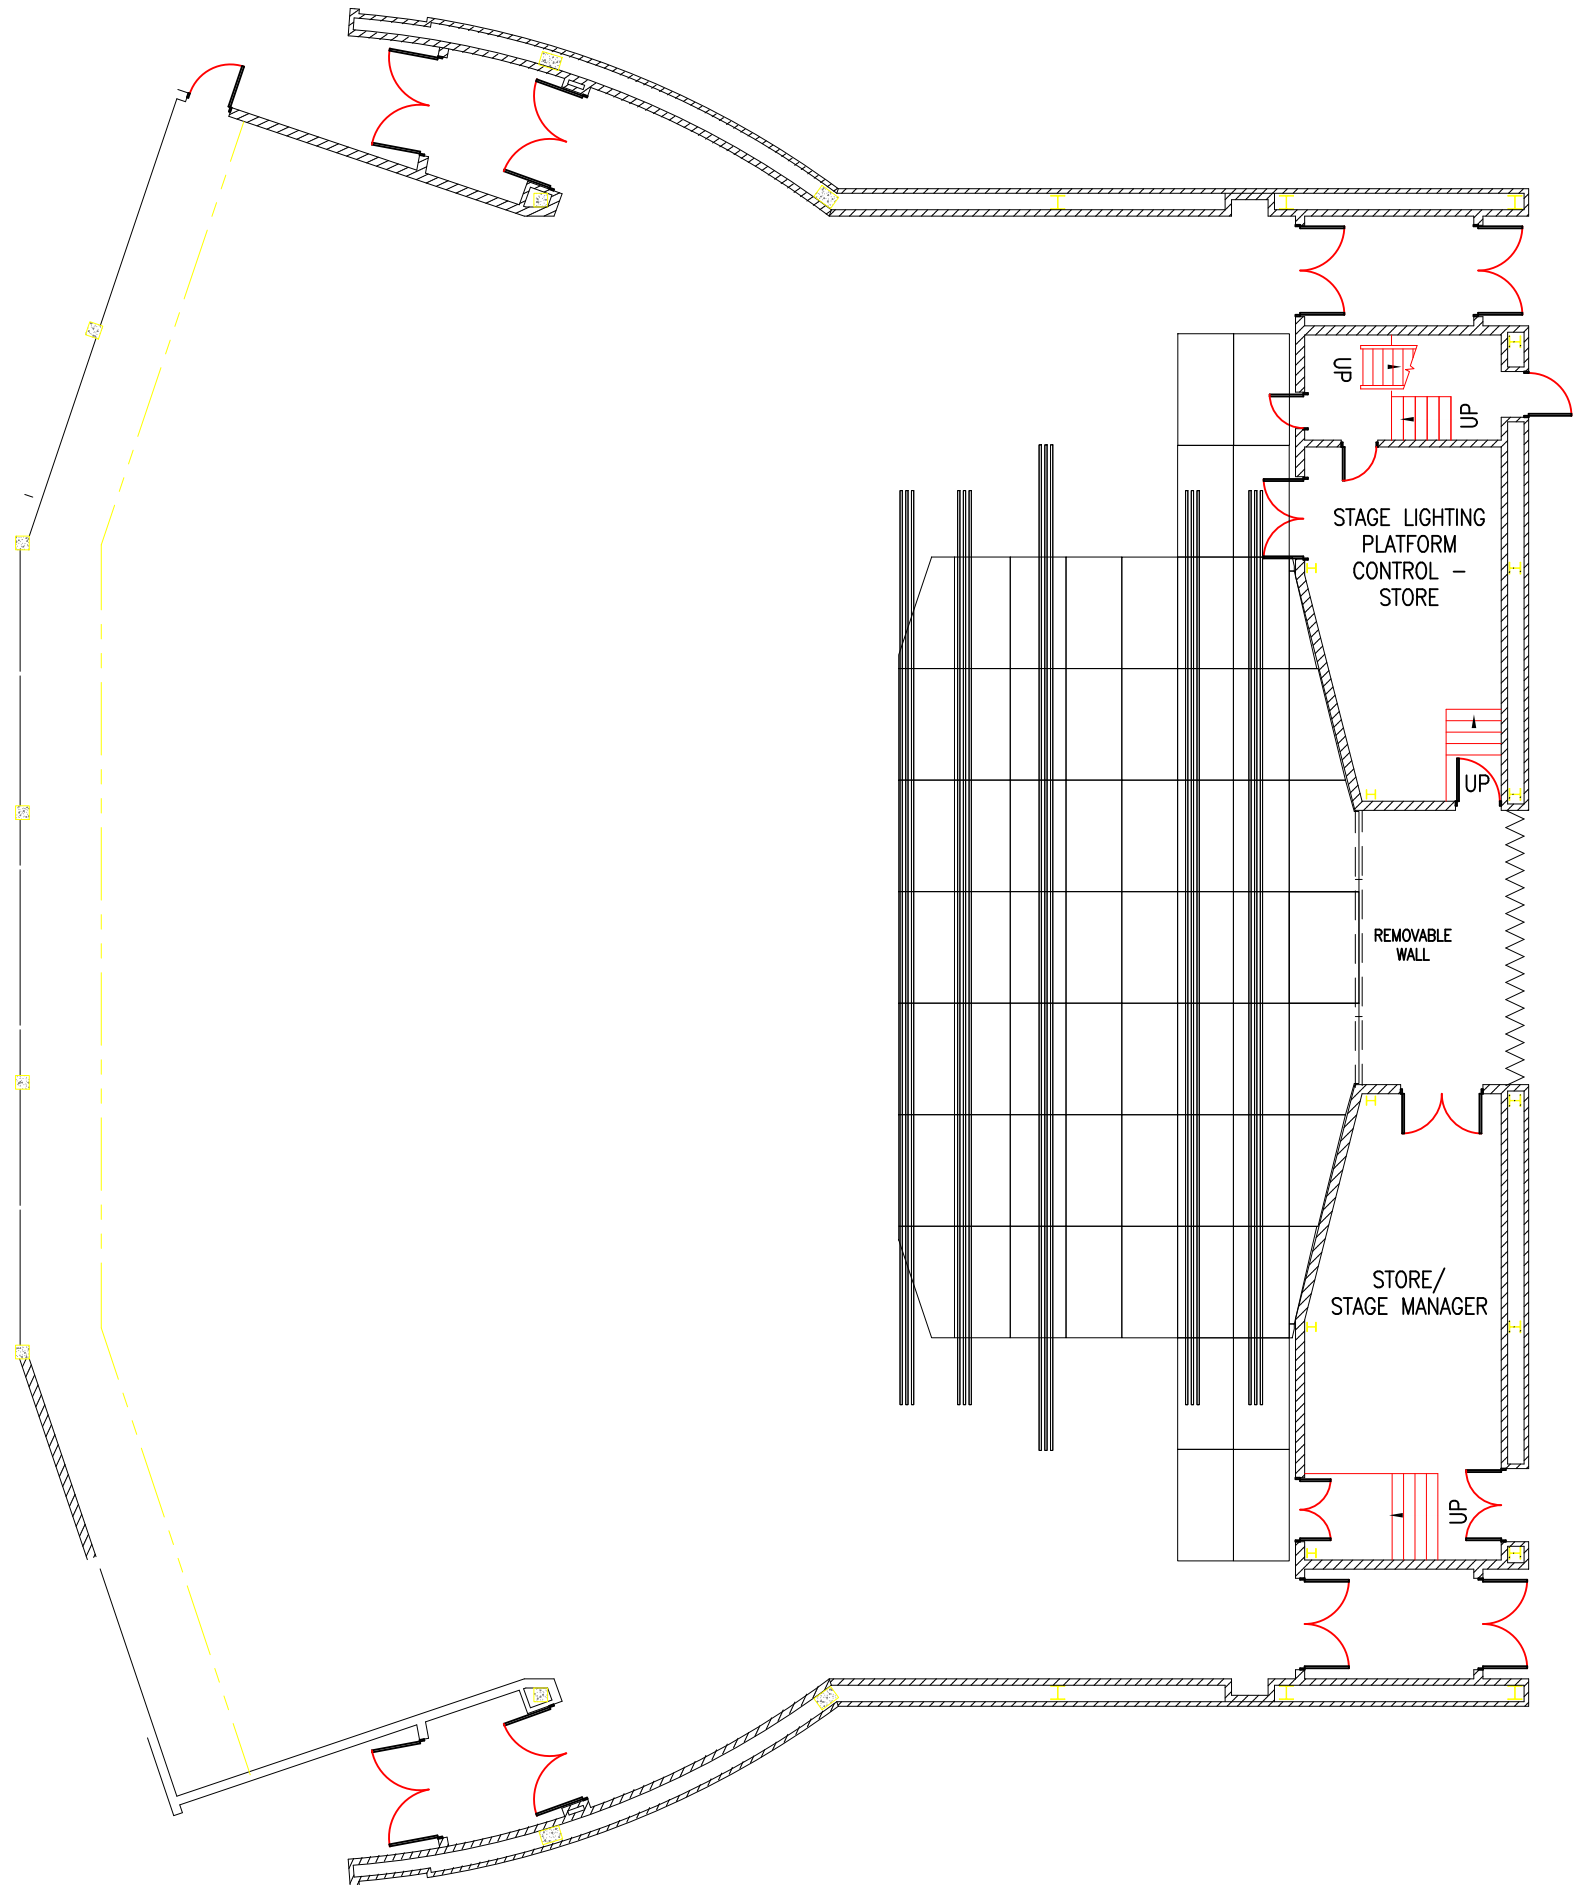 UP
UP
STAGE LIGHTING
PLATFORM
CONTROL –
STORE
UP
REMOVABLE
WALL
STORE/
STAGE MANAGER
UP